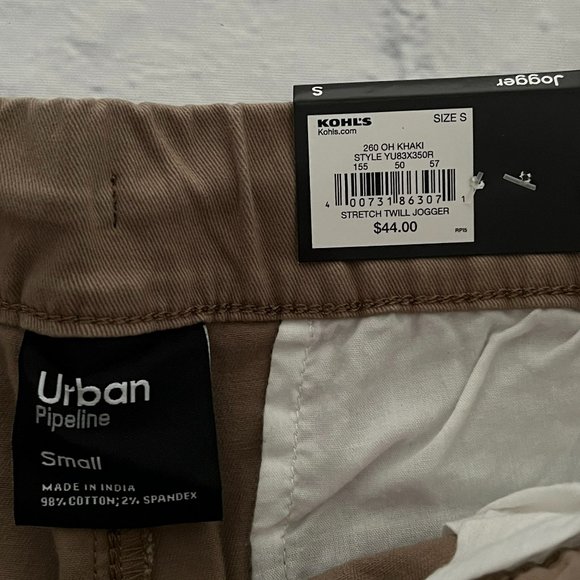 Jogger
S
KOHL'S SIZE S
Kohls.com
260 OH KHAKI
STYLE YU83X350R
155 50 57
4 00731 86307 1
STRETCH TWILL JOGGER
$44.00 RP15
Urban
Pipeline
Small
MADE IN INDIA
98% COTTON; 2% SPANDEX